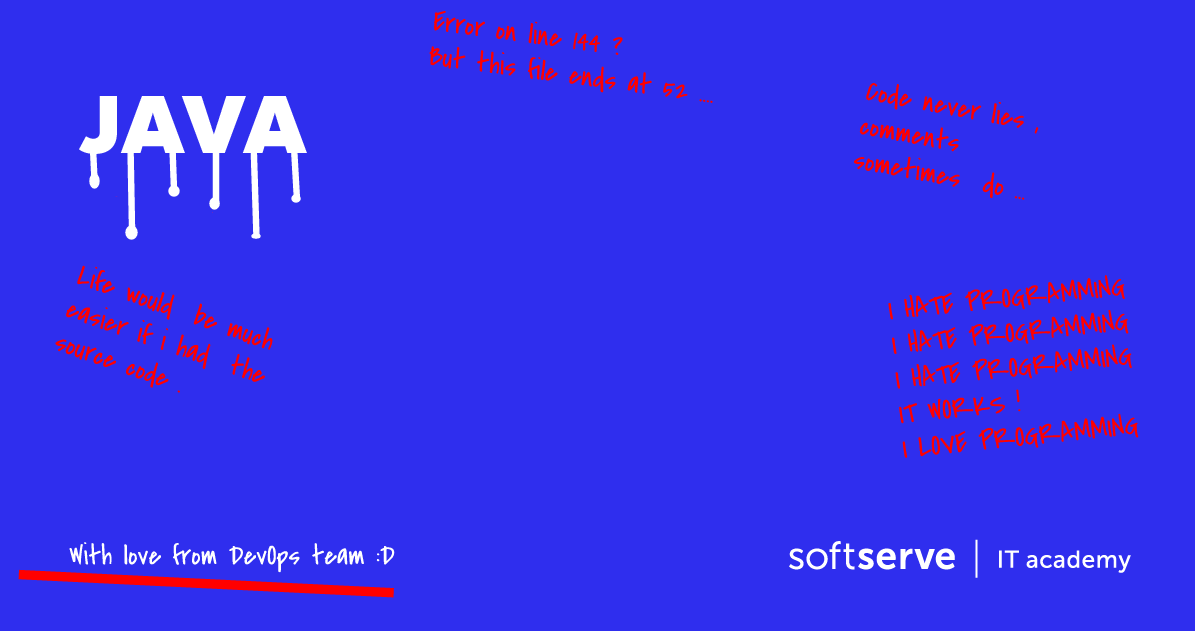 Error on line 144 ?
But this file ends at 52 ...
JAVA
Code never lies ,
comments
sometimes do ...
Life would be much
easier if i had the
source code .
I HATE PROGRAMMING
I HATE PROGRAMMING
I HATE PROGRAMMING
IT WORKS !
I LOVE PROGRAMMING
With love from DevOps team :D
softserve | IT academy